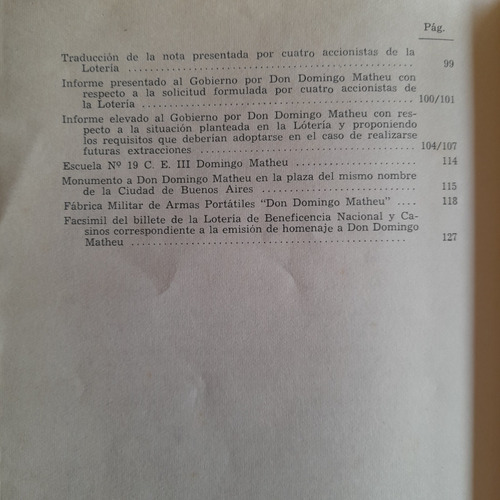 Pág.
Traducción de la nota presentada por cuatro accionistas de la
Lotería ........................................ 99
Informe presentado al Gobierno por Don Domingo Matheu con
respecto a la solicitud formulada por cuatro accionistas de
la Lotería ........................................ 100/101
Informe elevado al Gobierno por Don Domingo Matheu con res-
pecto a la situación planteada en la Lotería y proponiendo
los requisitos que deberían adoptarse en el caso de realizarse
futuras extracciones .............................. 104/107
Escuela Nº 19 C. E. III Domingo Matheu .................... 114
Monumento a Don Domingo Matheu en la plaza del mismo nombre
de la Ciudad de Buenos Aires ........................ 115
Fábrica Militar de Armas Portátiles "Don Domingo Matheu" .... 118
Facsímil del billete de la Lotería de Beneficencia Nacional y Ca-
sinos correspondiente a la emisión de homenaje a Don Domingo
Matheu ........................................ 127